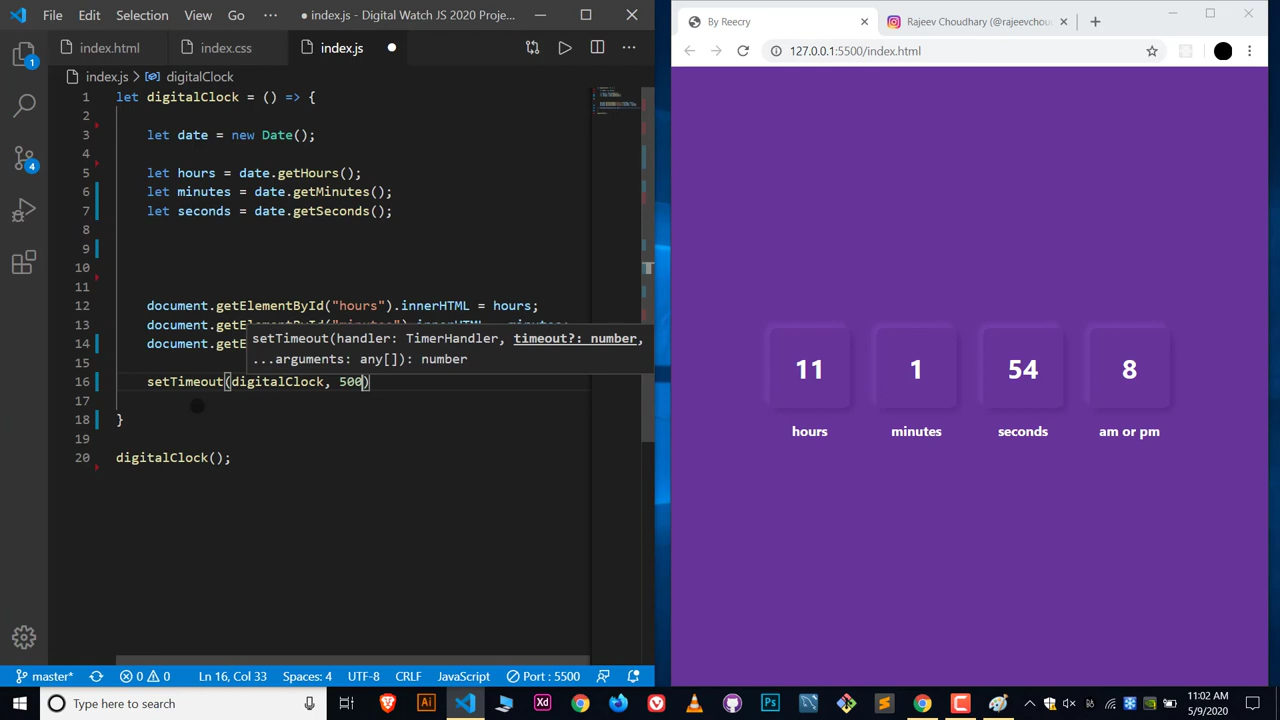 File Edit Selection View Go ··· ● index.js - Digital Watch JS 2020 Proje...
index.html index.css index.js ●
index.js > digitalClock
1 let digitalClock = () => {
2
3 let date = new Date();
4
5 let hours = date.getHours();
6 let minutes = date.getMinutes();
7 let seconds = date.getSeconds();
8
9
10
11
12 document.getElementById("hours").innerHTML = hours;
13 document.getE
14 document.getE
15
16 setTimeout(digitalClock, 500)
17
18 }
19
20 digitalClock();
setTimeout(handler: TimerHandler, timeout?: number,
...arguments: any[]): number
1
4
master* 0 0 Ln 16, Col 33 Spaces: 4 UTF-8 CRLF JavaScript Port : 5500
By Reecry Rajeev Choudhary (@rajeevchou
127.0.0.1:5500/index.html
11 1 54 8
hours minutes seconds am or pm
Type here to search
11:02 AM
5/9/2020